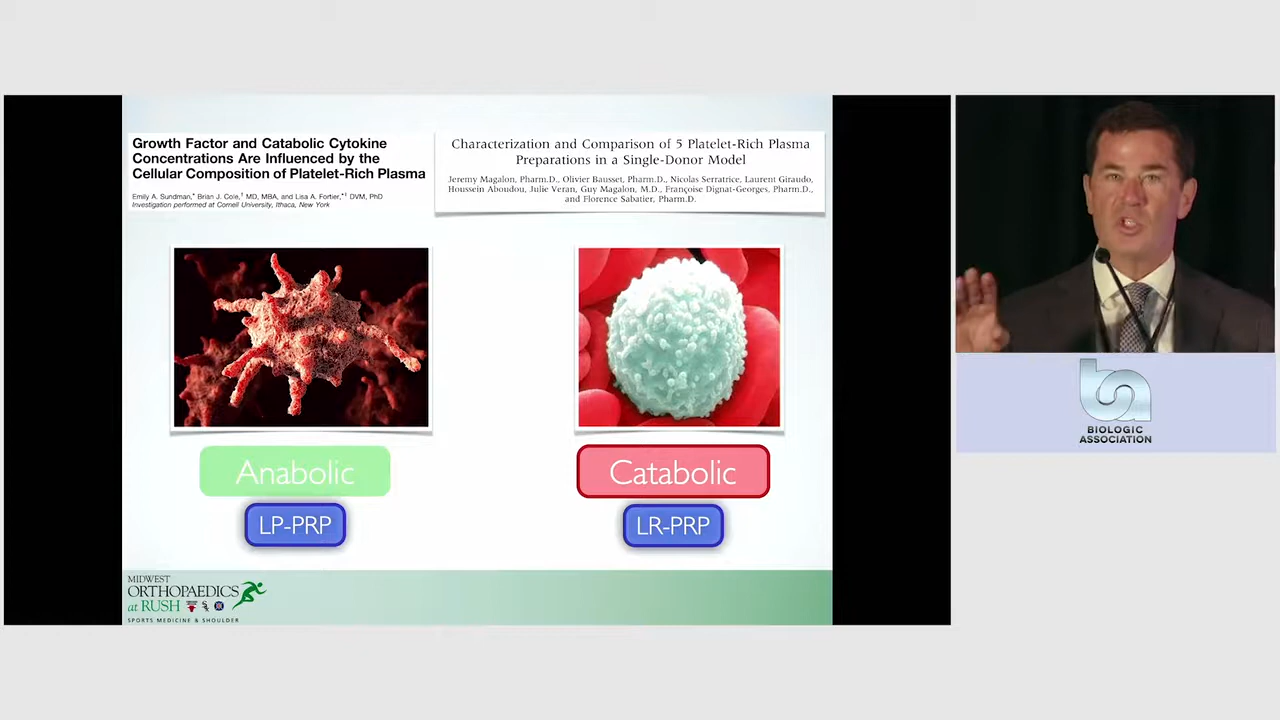 Growth Factor and Catabolic Cytokine
Concentrations Are Influenced by the
Cellular Composition of Platelet-Rich Plasma
Emily A. Sundman,* Brian J. Cole,† MD, MBA, and Lisa A. Fortier,*‡ DVM, PhD
Investigation performed at Cornell University, Ithaca, New York
Characterization and Comparison of 5 Platelet-Rich Plasma
Preparations in a Single-Donor Model
Jeremy Magalon, Pharm.D., Olivier Bausset, Pharm.D., Nicolas Serratrice, Laurent Giraudo,
Houssein Aboudou, Julie Veran, Guy Magalon, M.D., Françoise Dignat-Georges, Pharm.D.,
and Florence Sabatier, Pharm.D.
Anabolic
LP-PRP
Catabolic
LR-PRP
MIDWEST
ORTHOPAEDICS
at RUSH
SPORTS MEDICINE & SHOULDER
BIOLOGIC
ASSOCIATION